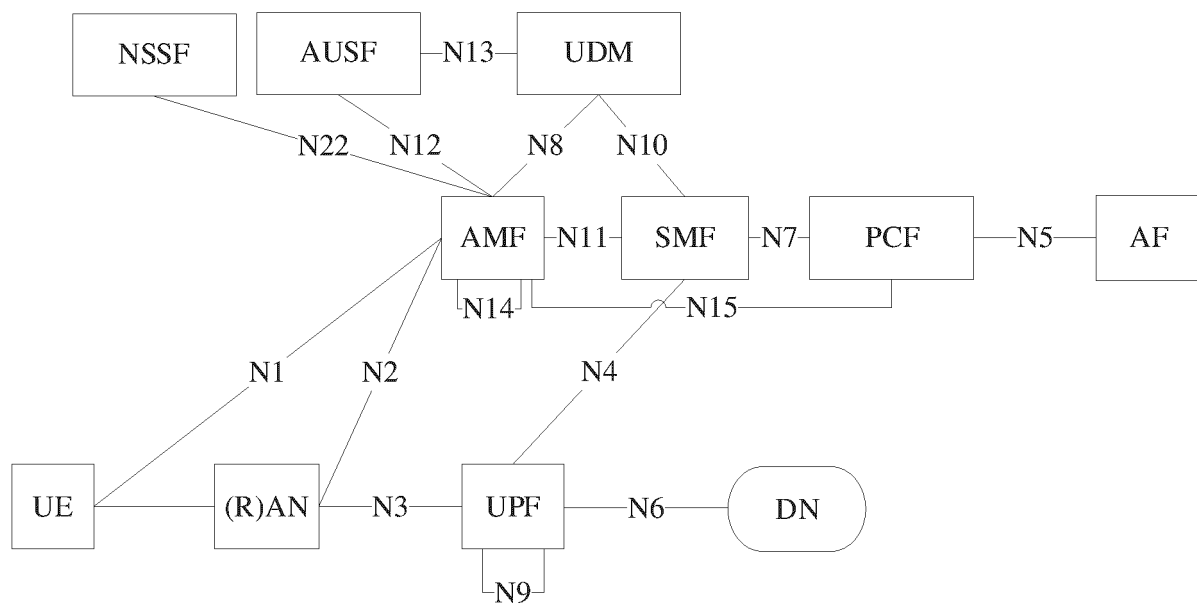 NSSF
AUSF
N13
UDM
N22
N12
N8
N10
AMF
N11
SMF
N7
PCF
N5
AF
N14
N15
N1
N2
N4
UE
(R)AN
N3
UPF
N6
DN
N9